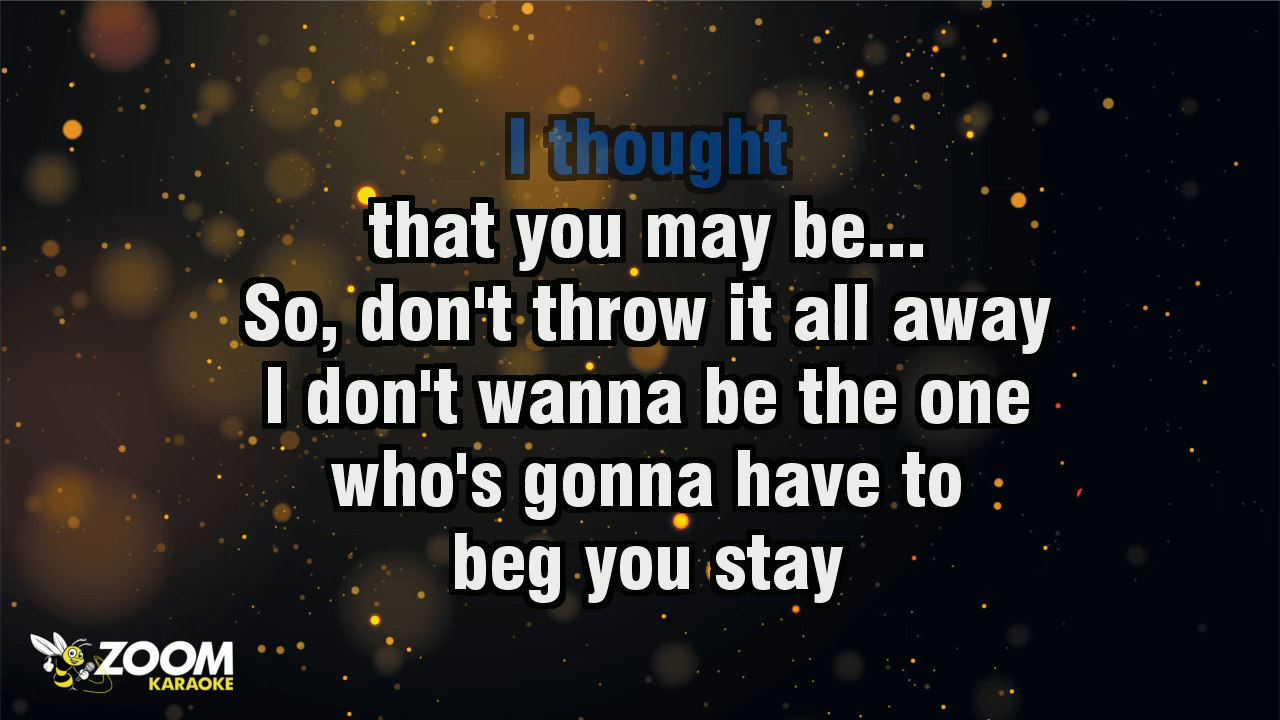 I thought
that you may be...
So, don't throw it all away
I don't wanna be the one
who's gonna have to
beg you stay
ZOOM
KARAOKE